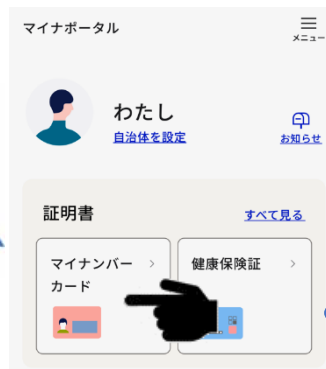 マイナポータル
メニュー
わたし
自治体を設定
お知らせ
証明書
すべて見る
マイナンバー
カード
健康保険証